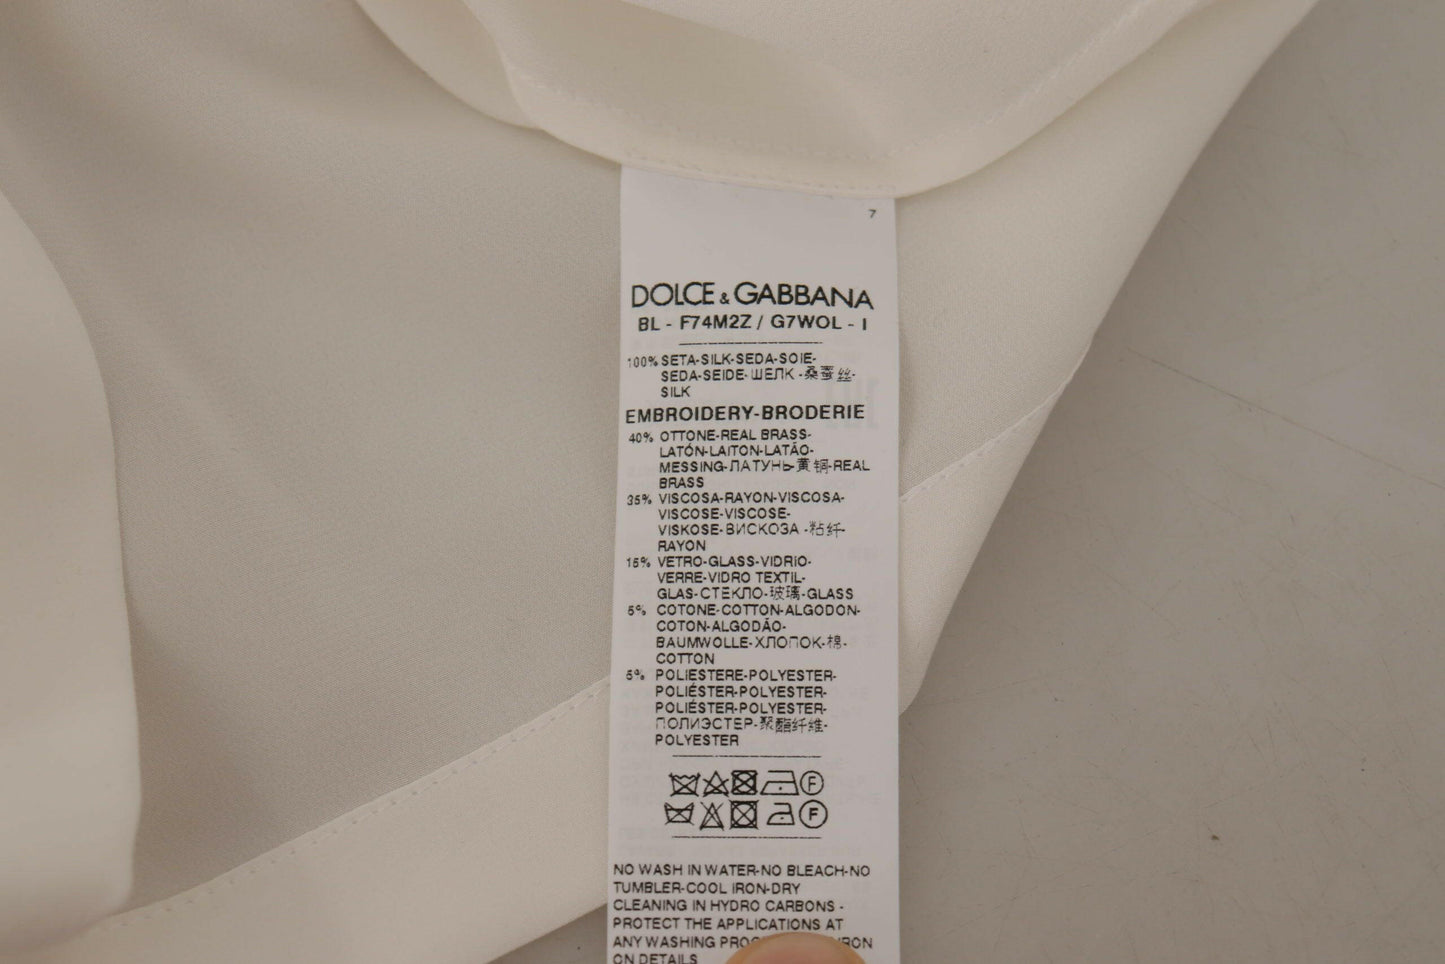 7
DOLCE & GABBANA
BL - F74M2Z / G7WOL - I
100% SETA-SILK-SEDA-SOIE-
SEDA-SEIDE-ШЕЛК-桑蚕丝-
SILK
EMBROIDERY-BRODERIE
40% OTTONE-REAL BRASS-
LATÓN-LAITON-LATÃO-
MESSING-ЛАТУНЬ-黄铜-REAL
BRASS
35% VISCOSA-RAYON-VISCOSA-
VISCOSE-VISCOSE-
VISKOSE-ВИСКОЗА-粘纤-
RAYON
15% VETRO-GLASS-VIDRIO-
VERRE-VIDRO TEXTIL-
GLAS-СТЕКЛО-玻璃-GLASS
5% COTONE-COTTON-ALGODON-
COTON-ALGODÃO-
BAUMWOLLE-ХЛОПОК-棉-
COTTON
5% POLIESTERE-POLYESTER-
POLIÉSTER-POLYESTER-
POLIÉSTER-POLYESTER-
ПОЛИЭСТЕР-聚酯纤维-
POLYESTER
F
F
NO WASH IN WATER-NO BLEACH-NO
TUMBLER-COOL IRON-DRY
CLEANING IN HYDRO CARBONS -
PROTECT THE APPLICATIONS AT
ANY WASHING
ON DETAILS